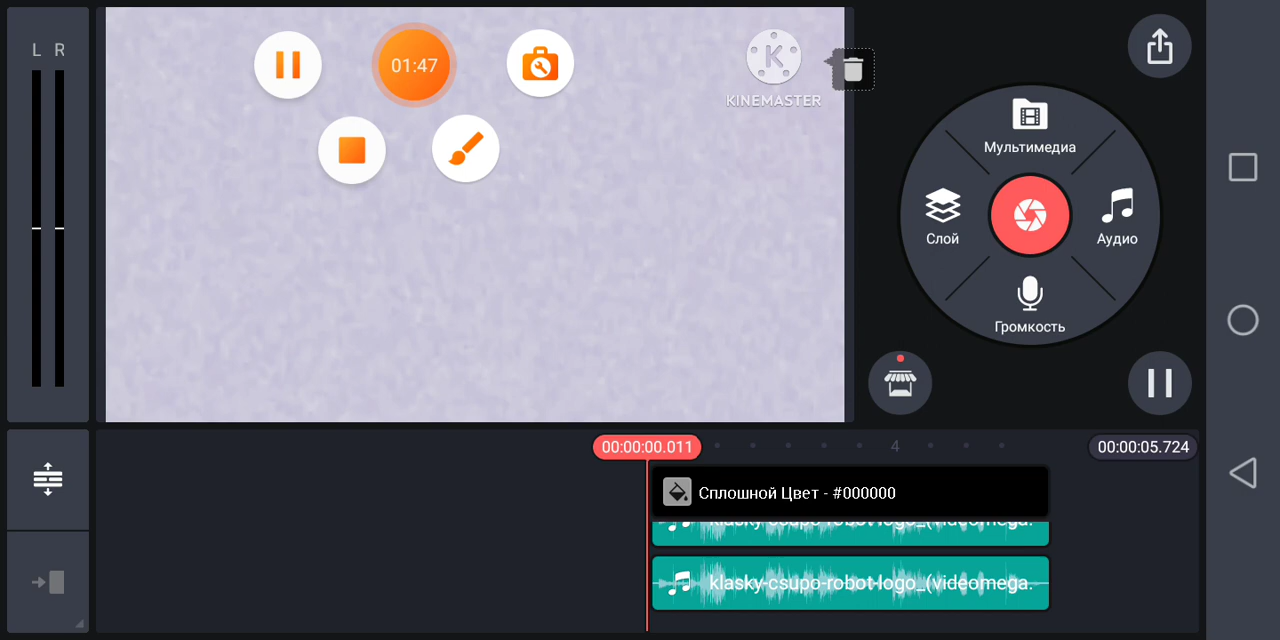 L R
01:47
K
KINEMASTER
Мультимедиа
Слой
Аудио
Громкость
00:00:00.011
4
00:00:05.724
Сплошной Цвет - #000000
klasky-csupo-robot-logo_(videomega.
klasky-csupo-robot-logo_(videomega.